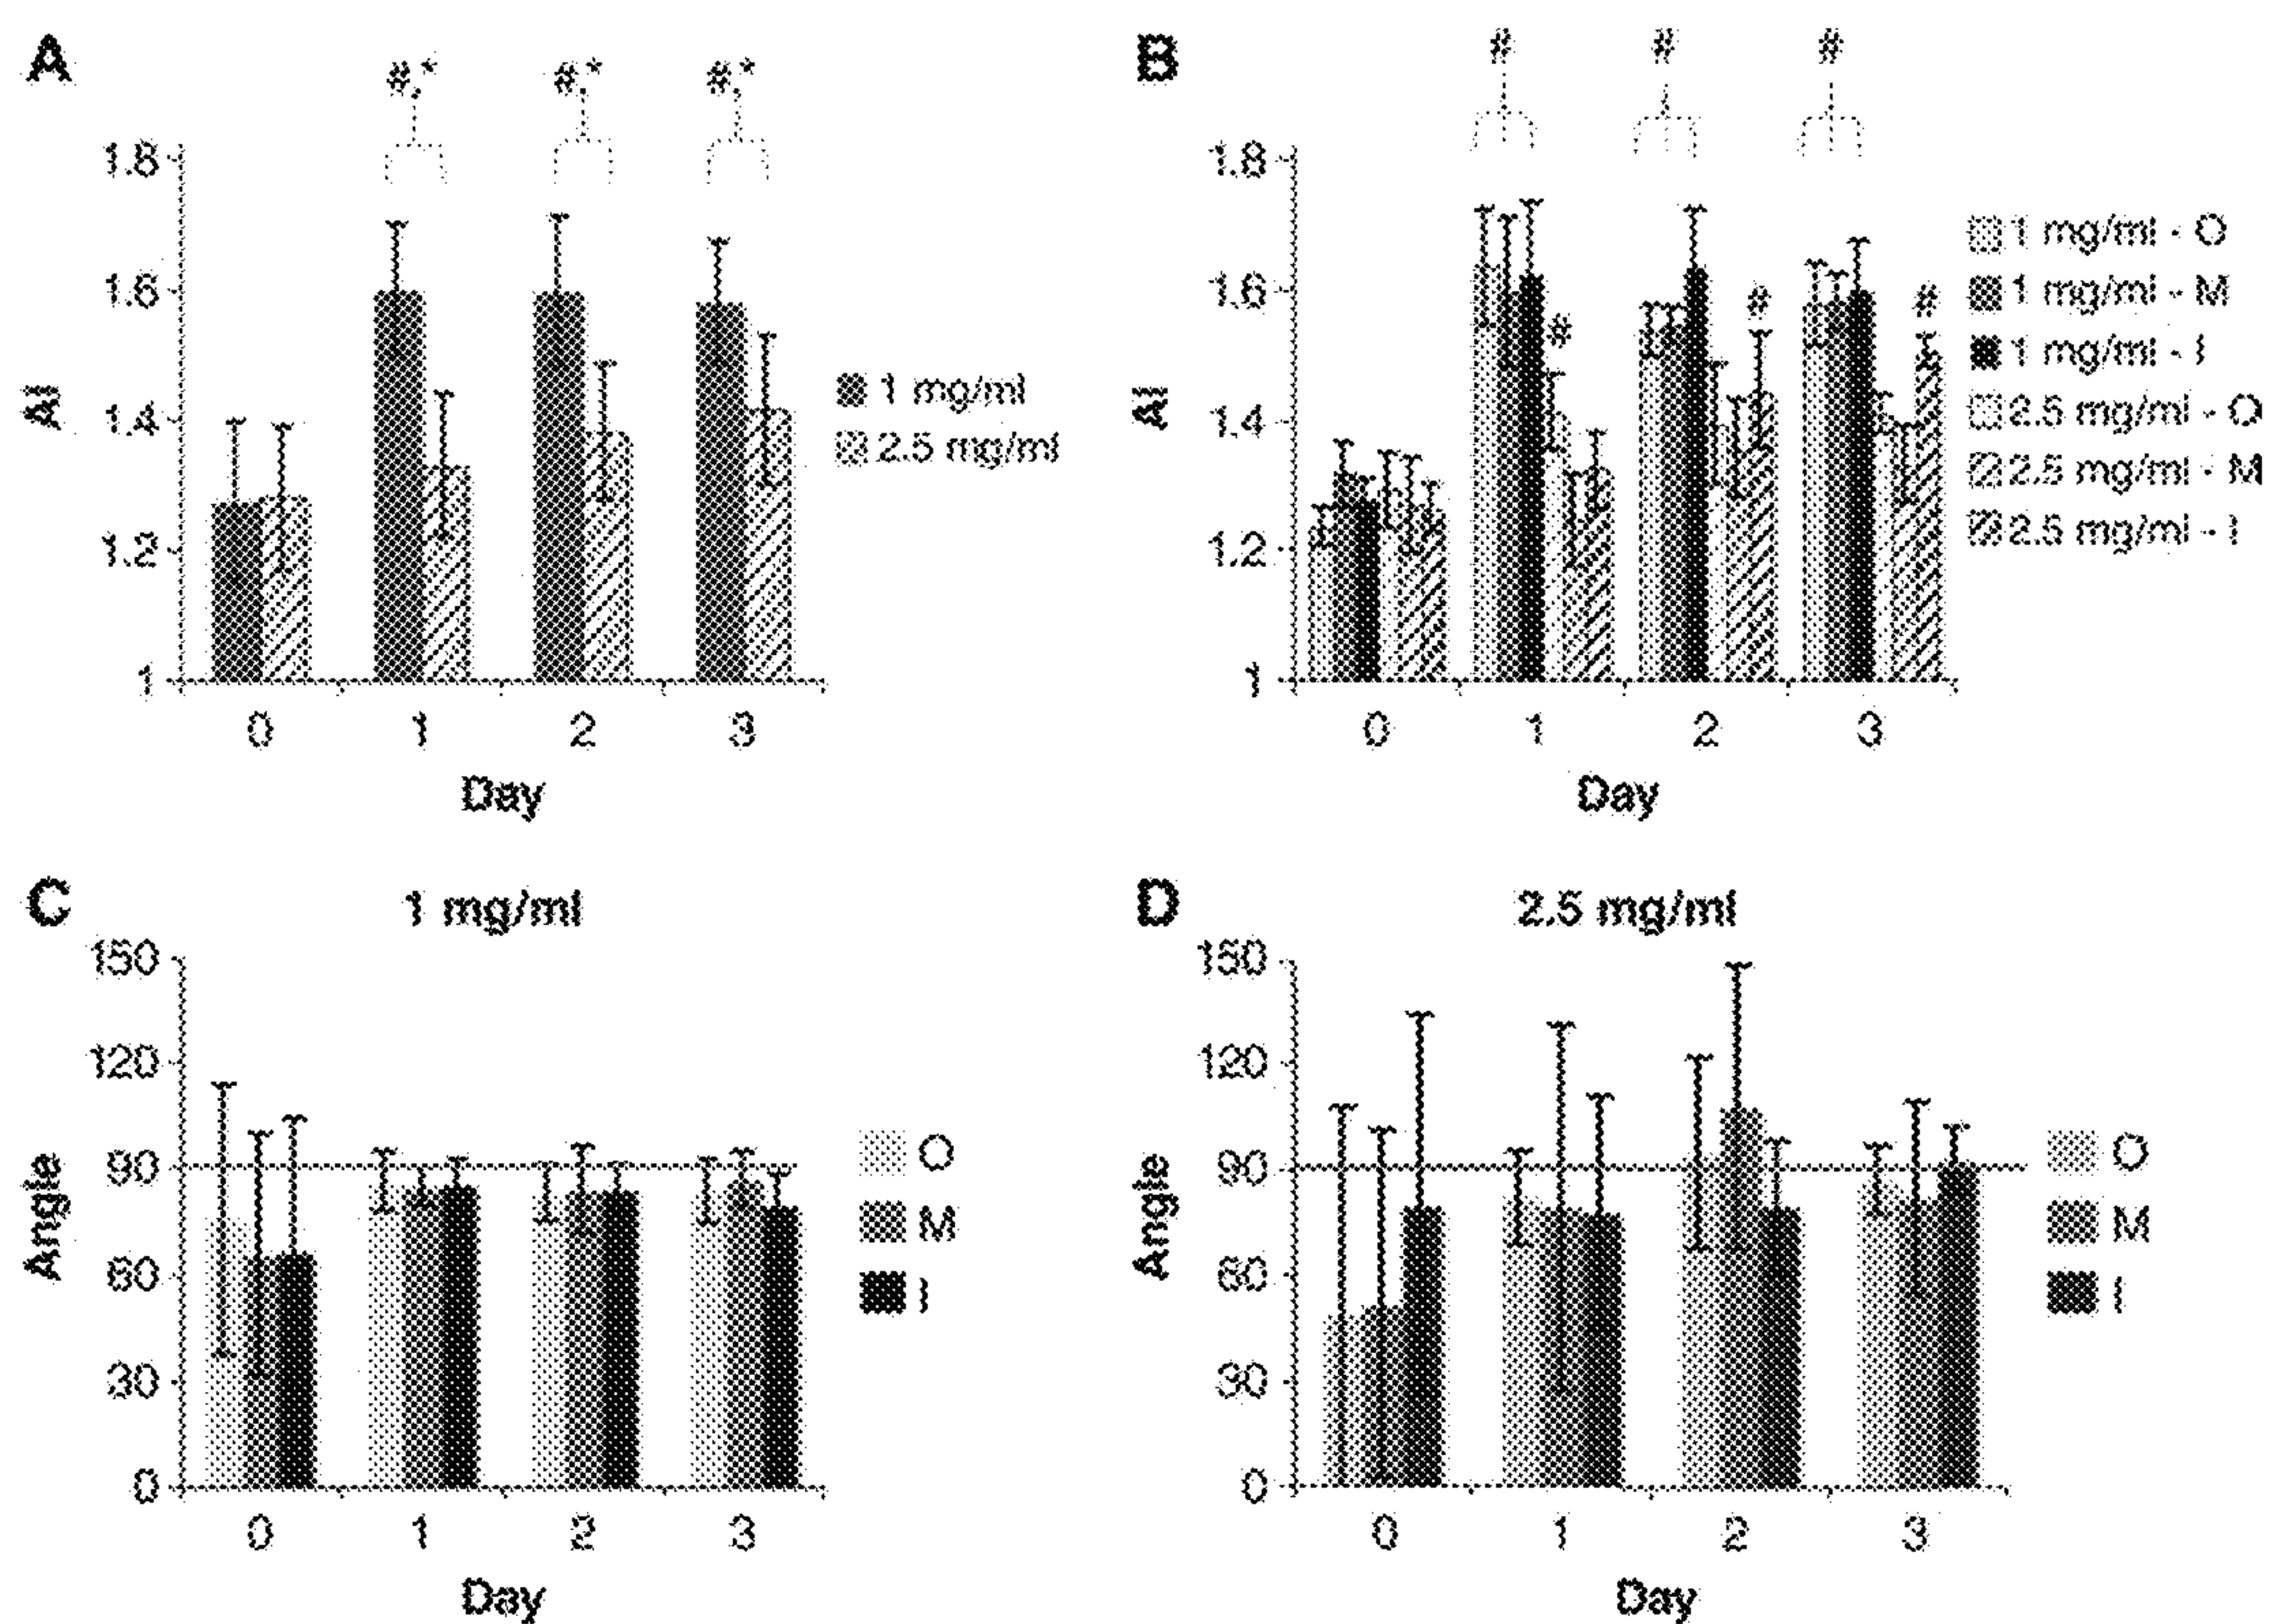 A
#,* #,* #,*
1.8
1.6
1.4
1.2
1
AI
0 1 2 3
Day
1 mg/ml
2.5 mg/ml
B
# # #
1.8
1.6
1.4
1.2
1
AI
# # #
0 1 2 3
Day
1 mg/ml - O
1 mg/ml - M
1 mg/ml - I
2.5 mg/ml - O
2.5 mg/ml - M
2.5 mg/ml - I
C
1 mg/ml
150
120
90
60
30
0
Angle
0 1 2 3
Day
O
M
I
D
2.5 mg/ml
150
120
90
60
30
0
Angle
0 1 2 3
Day
O
M
I